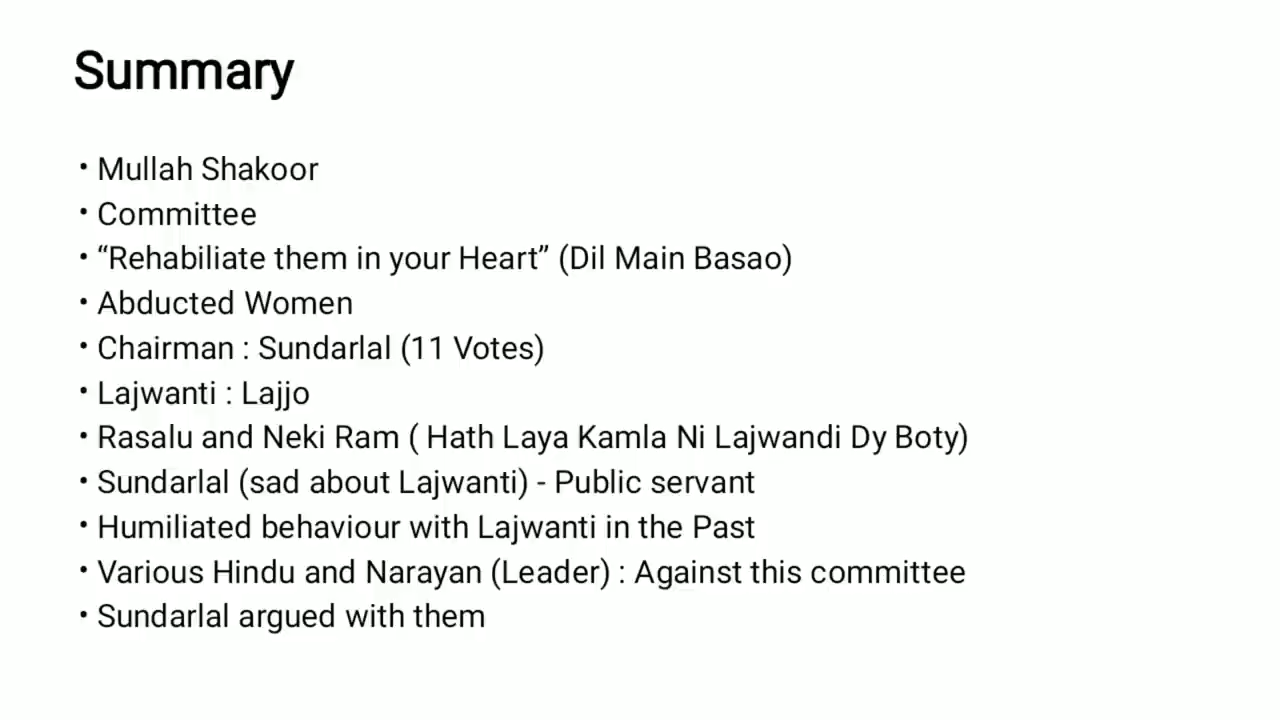 Summary
• Mullah Shakoor
• Committee
• “Rehabiliate them in your Heart” (Dil Main Basao)
• Abducted Women
• Chairman : Sundarlal (11 Votes)
• Lajwanti : Lajjo
• Rasalu and Neki Ram ( Hath Laya Kamla Ni Lajwandi Dy Boty)
• Sundarlal (sad about Lajwanti) - Public servant
• Humiliated behaviour with Lajwanti in the Past
• Various Hindu and Narayan (Leader) : Against this committee
• Sundarlal argued with them